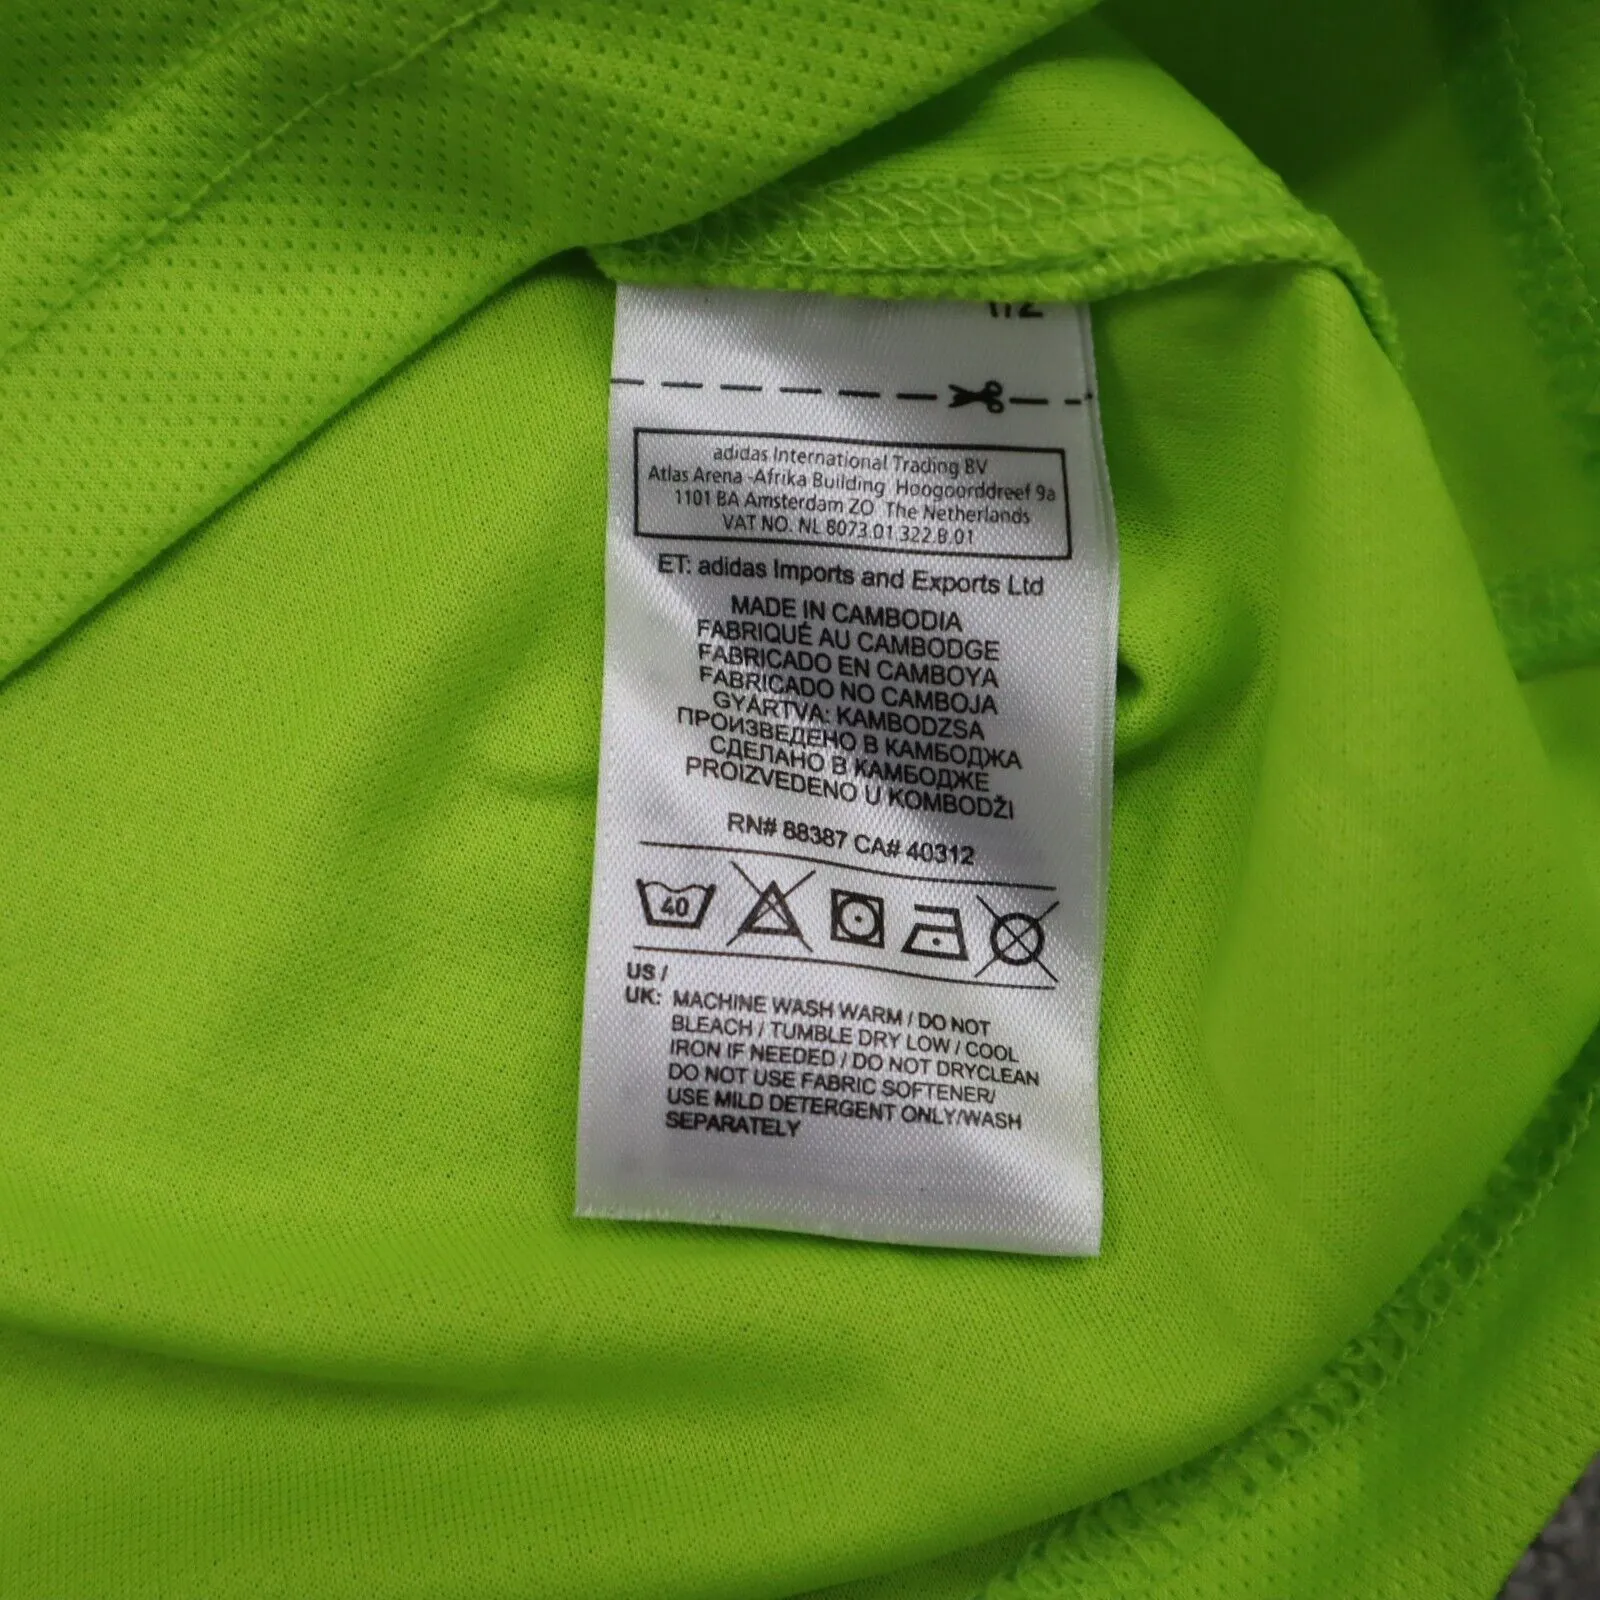 adidas International Trading BV
Atlas Arena -Afrika Building Hoogoorddreef 9a
1101 BA Amsterdam ZO The Netherlands
VAT NO. NL 8073.01.322.B.01
ET: adidas Imports and Exports Ltd
MADE IN CAMBODIA
FABRIQUÉ AU CAMBODGE
FABRICADO EN CAMBOYA
FABRICADO NO CAMBOJA
GYÁRTVA: KAMBODZSA
ПРОИЗВЕДЕНО В КАМБОДЖА
СДЕЛАНО В КАМБОДЖЕ
PROIZVEDENO U KOMBODŽI
RN# 88387 CA# 40312
40
US /
UK: MACHINE WASH WARM / DO NOT
BLEACH / TUMBLE DRY LOW / COOL
IRON IF NEEDED / DO NOT DRYCLEAN
DO NOT USE FABRIC SOFTENER/
USE MILD DETERGENT ONLY/WASH
SEPARATELY